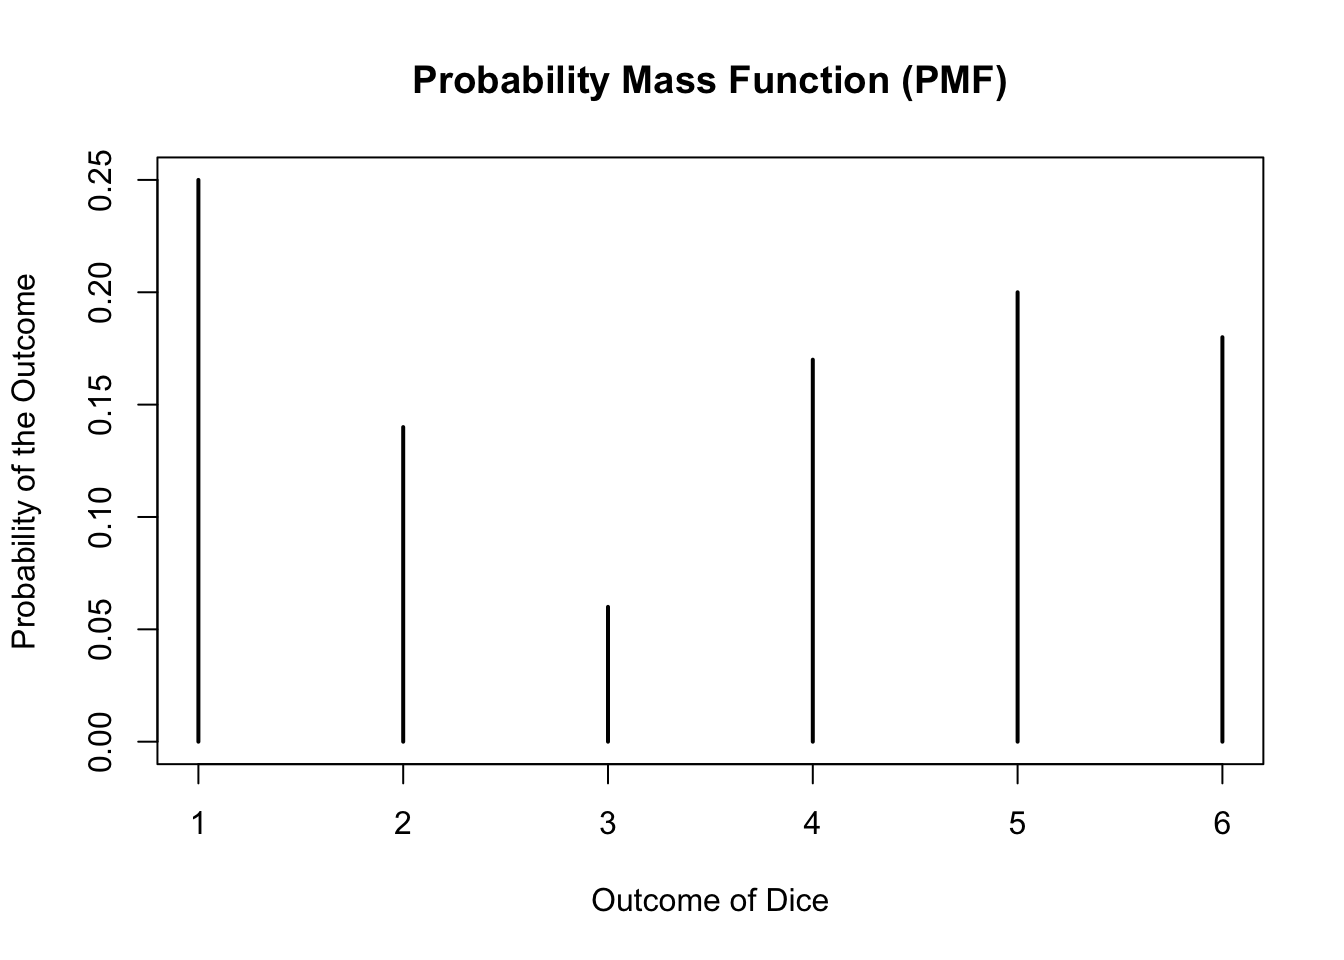 Probability Mass Function (PMF)
Probability of the Outcome
0.25
0.20
0.15
0.10
0.05
0.00
1 2 3 4 5 6
Outcome of Dice